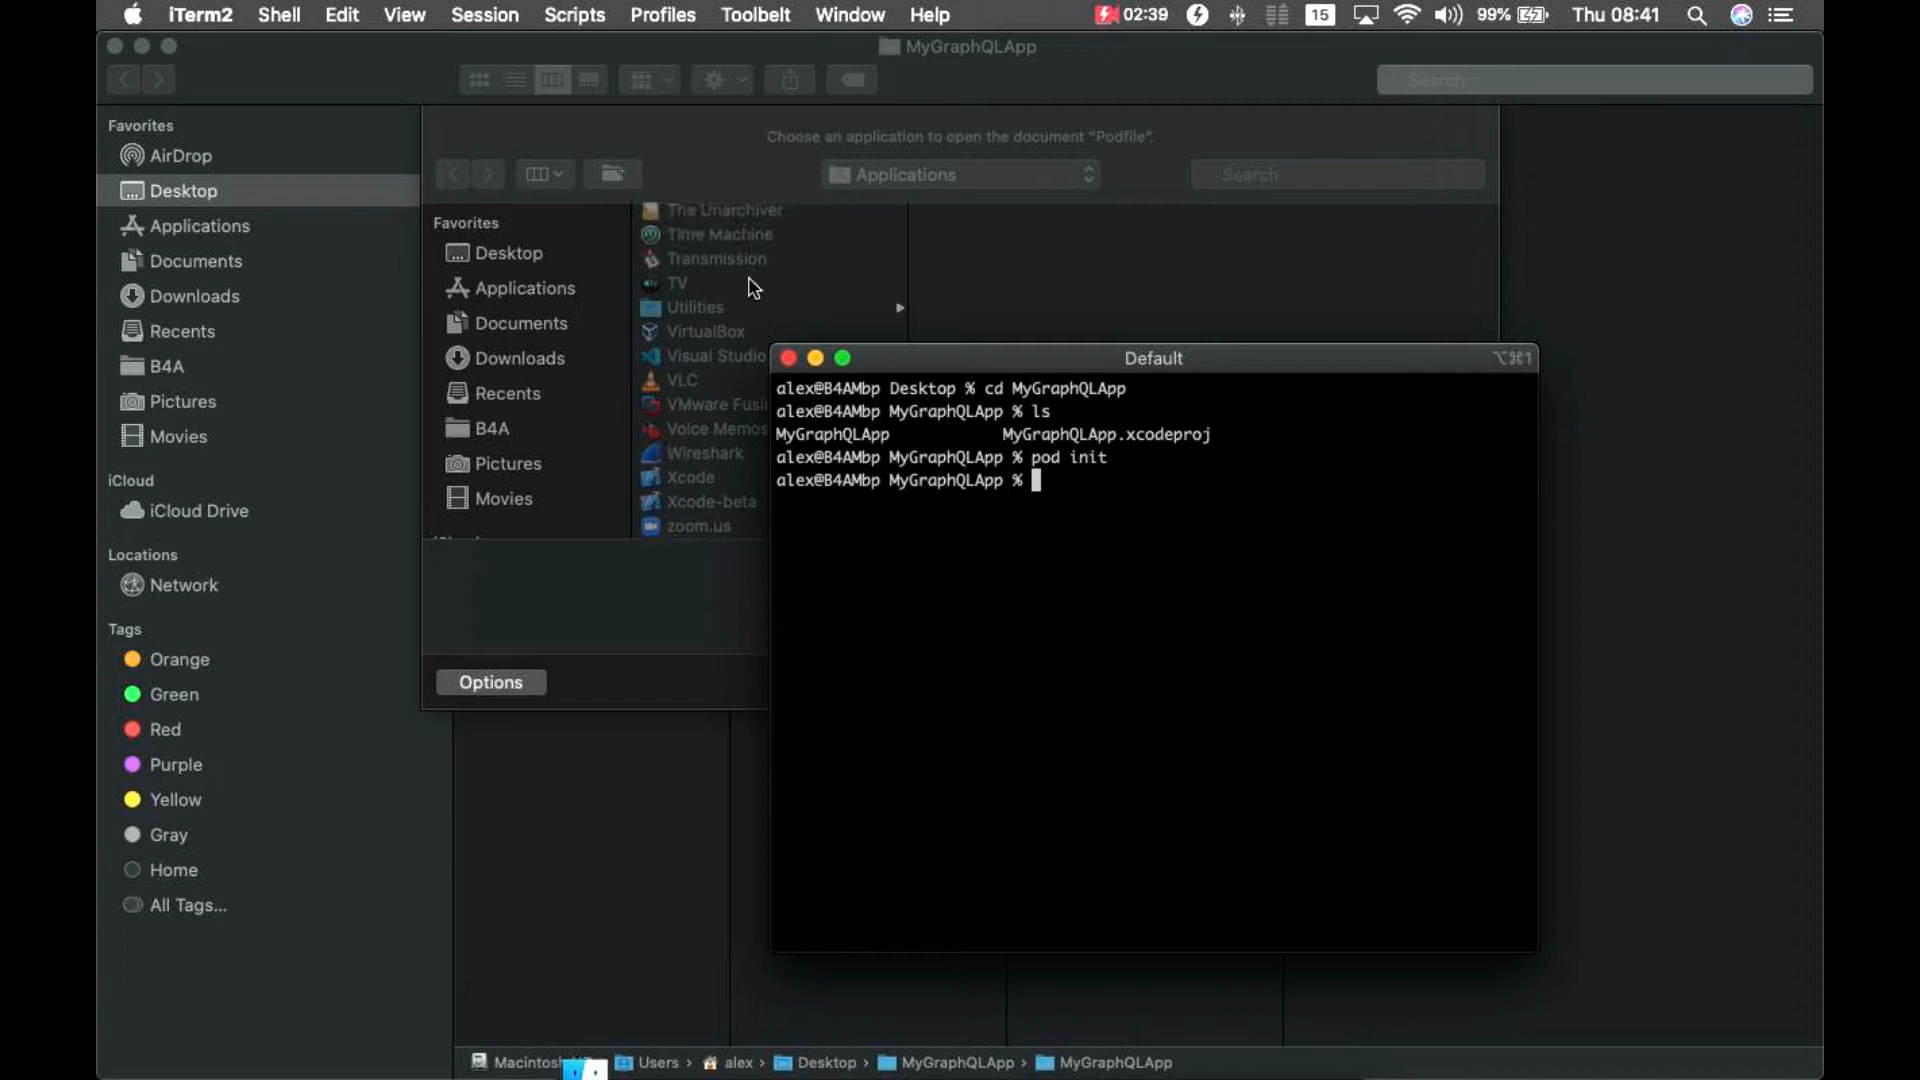 iTerm2 Shell Edit View Session Scripts Profiles Toolbelt Window Help 02:39 15 99% Thu 08:41
MyGraphQLApp
Search
Favorites
AirDrop
Desktop
Applications
Documents
Downloads
Recents
B4A
Pictures
Movies
iCloud
iCloud Drive
Locations
Network
Tags
Orange
Green
Red
Purple
Yellow
Gray
Home
All Tags...
Choose an application to open the document “Podfile”.
Applications
Search
Favorites
Desktop
Applications
Documents
Downloads
Recents
B4A
Pictures
Movies
The Unarchiver
Time Machine
Transmission
TV
Utilities
VirtualBox
Visual Studio
VLC
VMware Fusi
Voice Memos
Wireshark
Xcode
Xcode-beta
zoom.us
Options
Default ⌥⌘1
alex@B4AMbp Desktop % cd MyGraphQLApp
alex@B4AMbp MyGraphQLApp % ls
MyGraphQLApp MyGraphQLApp.xcodeproj
alex@B4AMbp MyGraphQLApp % pod init
alex@B4AMbp MyGraphQLApp %
Macintosh Users › alex › Desktop › MyGraphQLApp › MyGraphQLApp